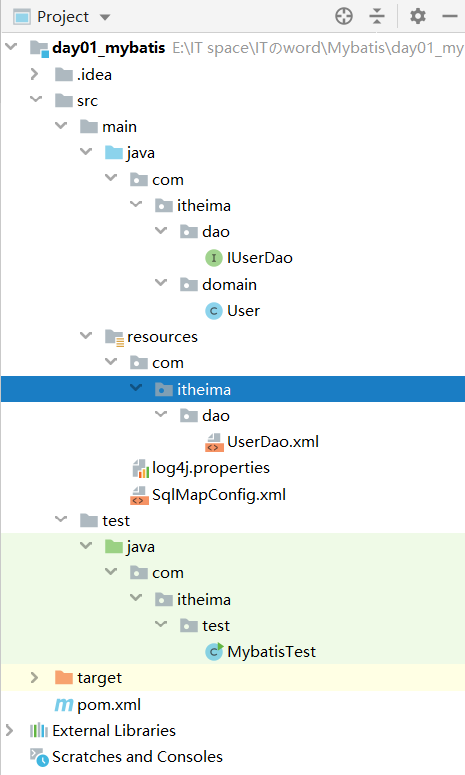 Project
day01_mybatis E:\IT space\ITのword\Mybatis\day01_my
.idea
src
main
java
com
itheima
dao
I IUserDao
domain
C User
resources
com
itheima
dao
UserDao.xml
log4j.properties
SqlMapConfig.xml
test
java
com
itheima
test
C MybatisTest
target
m pom.xml
External Libraries
Scratches and Consoles